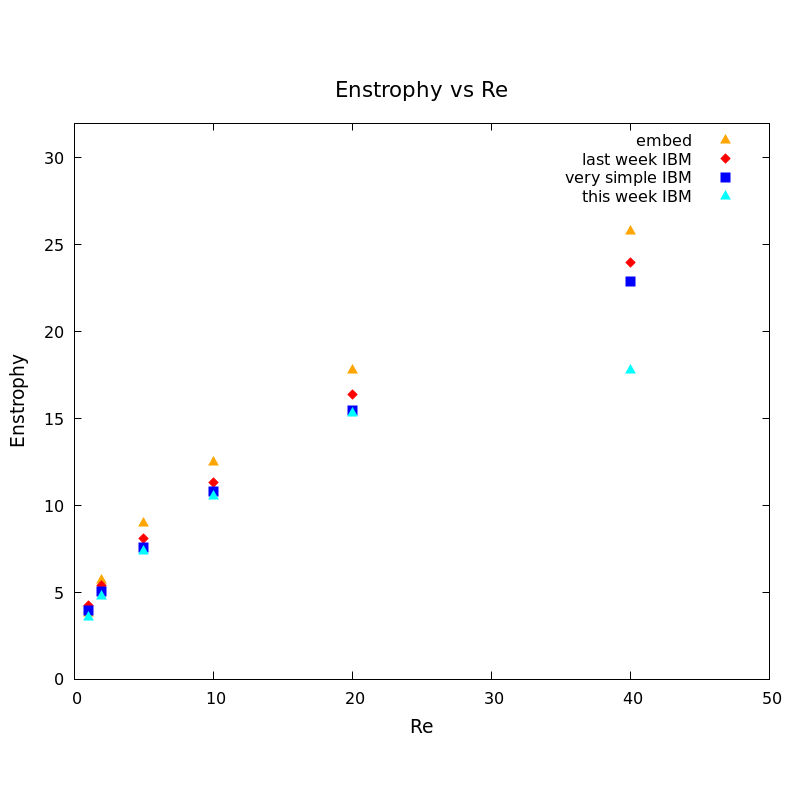 Enstrophy vs Re
embed
last week IBM
very simple IBM
this week IBM
30
25
20
15
10
5
0
Enstrophy
0 10 20 30 40 50
Re